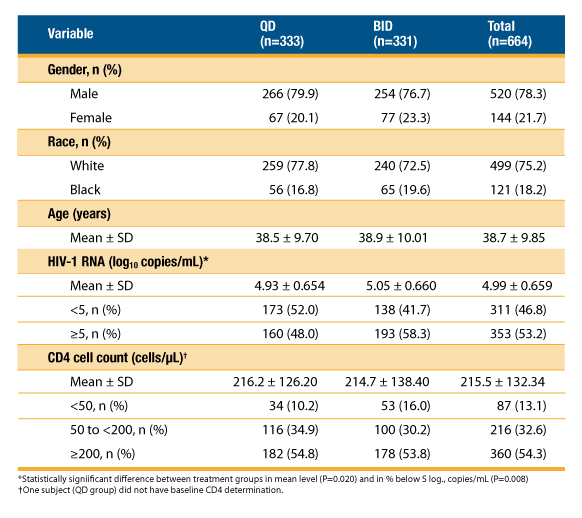 Variable QD (n=333) BID (n=331) Total (n=664)
Gender, n (%)
Male 266 (79.9) 254 (76.7) 520 (78.3)
Female 67 (20.1) 77 (23.3) 144 (21.7)
Race, n (%)
White 259 (77.8) 240 (72.5) 499 (75.2)
Black 56 (16.8) 65 (19.6) 121 (18.2)
Age (years)
Mean ± SD 38.5 ± 9.70 38.9 ± 10.01 38.7 ± 9.85
HIV-1 RNA (log₁₀ copies/mL)*
Mean ± SD 4.93 ± 0.654 5.05 ± 0.660 4.99 ± 0.659
<5, n (%) 173 (52.0) 138 (41.7) 311 (46.8)
≥5, n (%) 160 (48.0) 193 (58.3) 353 (53.2)
CD4 cell count (cells/µL)†
Mean ± SD 216.2 ± 126.20 214.7 ± 138.40 215.5 ± 132.34
<50, n (%) 34 (10.2) 53 (16.0) 87 (13.1)
50 to <200, n (%) 116 (34.9) 100 (30.2) 216 (32.6)
≥200, n (%) 182 (54.8) 178 (53.8) 360 (54.3)
*Statistically signiificant difference between treatment groups in mean level (P=0.020) and in % below S log., copies/mL (P=0.008)
†One subject (QD group) did not have baseline CD4 determination.